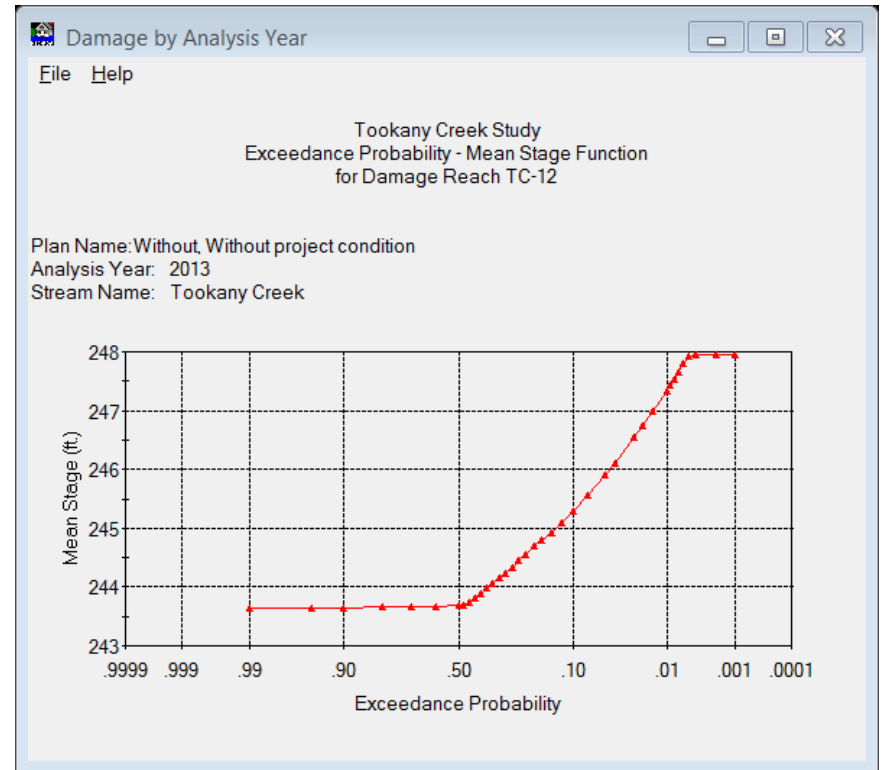 Damage by Analysis Year
File Help
Tookany Creek Study
Exceedance Probability - Mean Stage Function
for Damage Reach TC-12
Plan Name:Without, Without project condition
Analysis Year: 2013
Stream Name: Tookany Creek
248
247
246
245
244
243
Mean Stage (ft.)
.9999 .999 .99 .90 .50 .10 .01 .001 .0001
Exceedance Probability